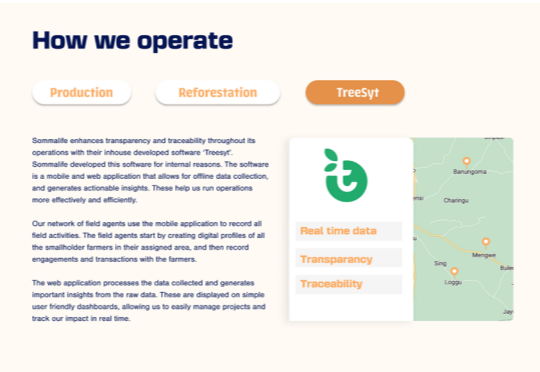 How we operate
Production
Reforestation
TreeSyt
Sommalife enhances transparency and traceability throughout its
operations with their inhouse developed software 'Treesyt'.
Sommalife developed this software for internal reasons. The software
is a mobile and web application that allows for offline data collection,
and generates actionable insights. These help us run operations
more effectively and efficiently.
Our network of field agents use the mobile application to record all
field activities. The field agents start by creating digital profiles of all
the smallholder farmers in their assigned area, and then record
engagements and transactions with the farmers.
The web application processes the data collected and generates
important insights from the raw data. These are displayed on simple
user friendly dashboards, allowing us to easily manage projects and
track our impact in real time.
t
Real time data
Transparancy
Traceability
Banungoma
Charingu
Mengwe
Sing
Loggu